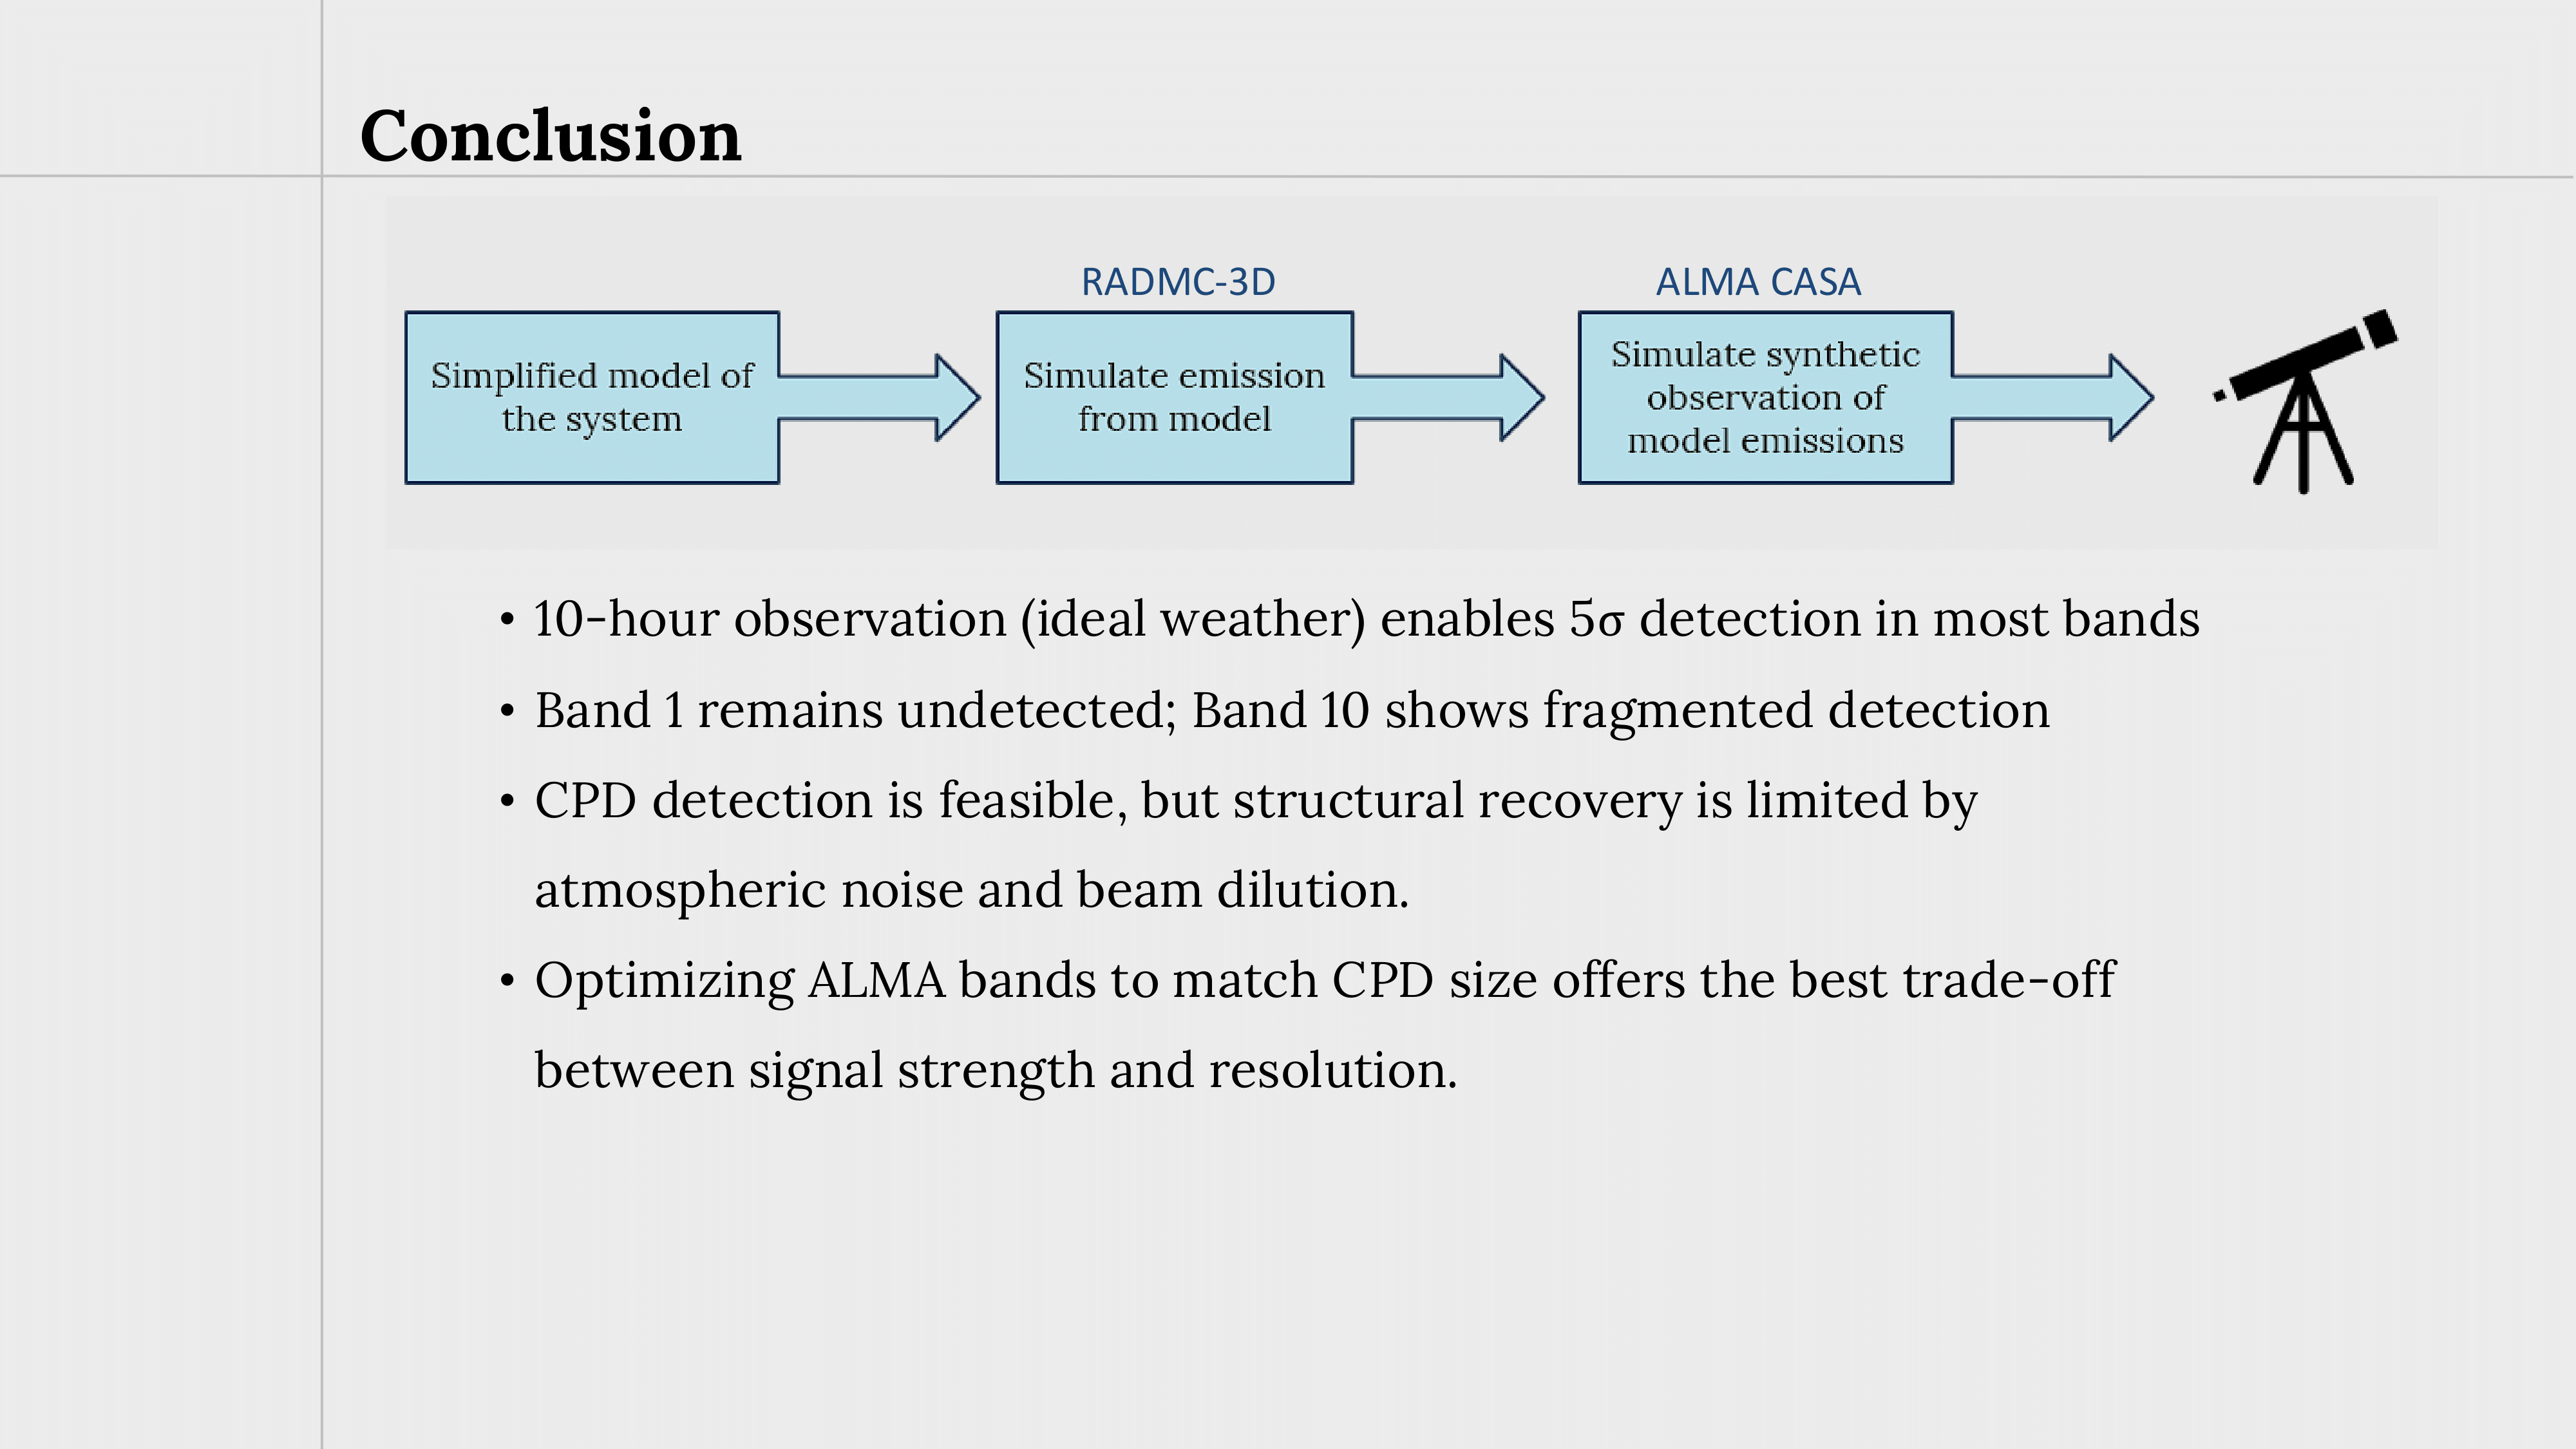 Conclusion
RADMC-3D
ALMA CASA
Simplified model of
the system
Simulate emission
from model
Simulate synthetic
observation of
model emissions
• 10-hour observation (ideal weather) enables 5σ detection in most bands
• Band 1 remains undetected; Band 10 shows fragmented detection
• CPD detection is feasible, but structural recovery is limited by
atmospheric noise and beam dilution.
• Optimizing ALMA bands to match CPD size offers the best trade-off
between signal strength and resolution.